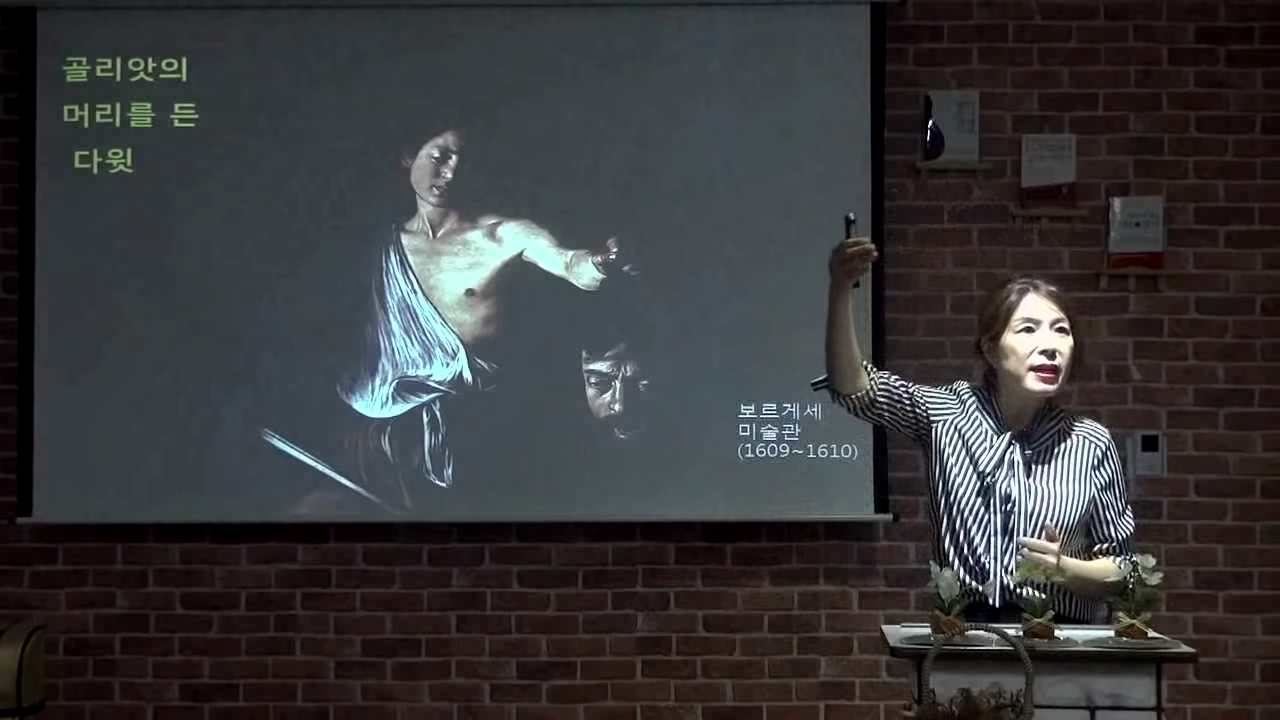 골리앗의
머리를 든
다윗
보르게세
미술관
(1609~1610)